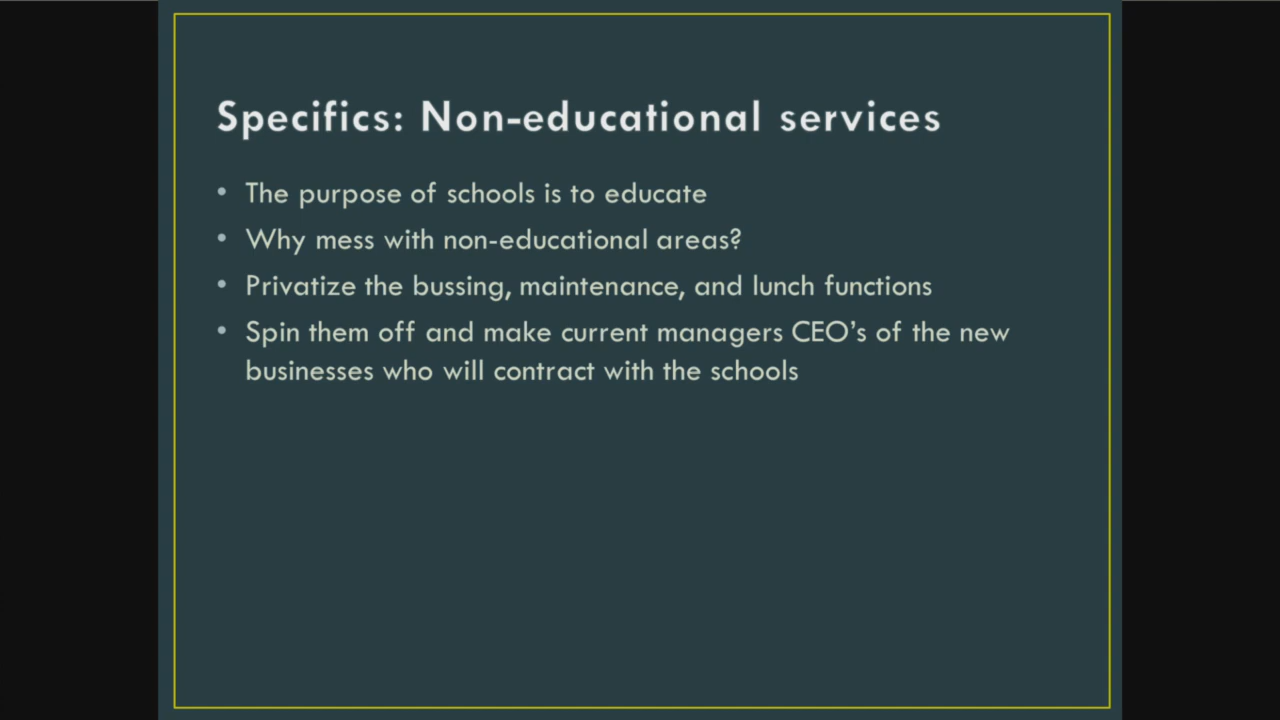 Specifics: Non-educational services
• The purpose of schools is to educate
• Why mess with non-educational areas?
• Privatize the bussing, maintenance, and lunch functions
• Spin them off and make current managers CEO’s of the new
businesses who will contract with the schools